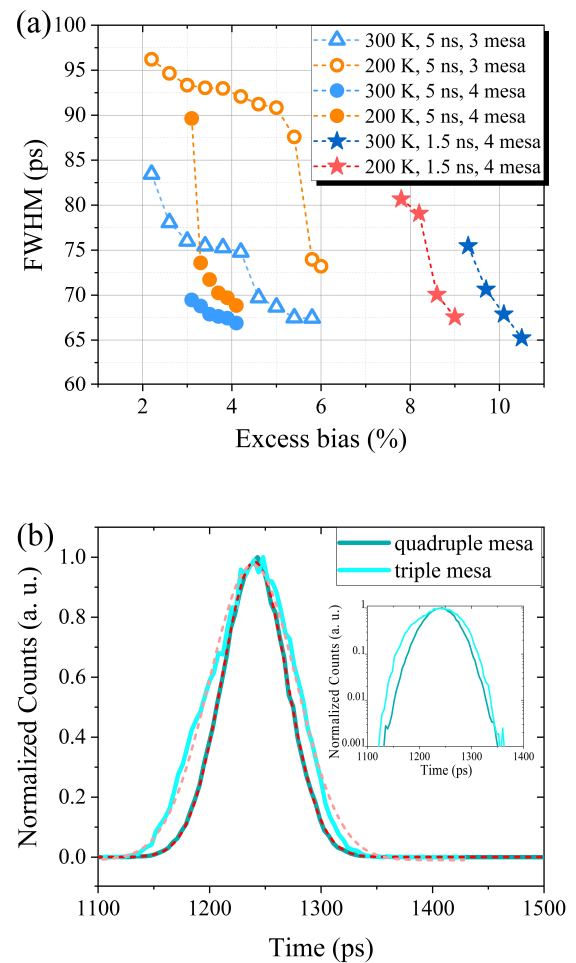 (a)
100
95
90
85
80
75
70
65
60
FWHM (ps)
300 K, 5 ns, 3 mesa
200 K, 5 ns, 3 mesa
300 K, 5 ns, 4 mesa
200 K, 5 ns, 4 mesa
300 K, 1.5 ns, 4 mesa
200 K, 1.5 ns, 4 mesa
2 4 6 8 10
Excess bias (%)
(b)
1.0
0.8
0.6
0.4
0.2
0.0
Normalized Counts (a. u.)
quadruple mesa
triple mesa
1
0.1
0.01
0.001
Normalized Counts (a. u.)
1100 1200 1300 1400
Time (ps)
1100 1200 1300 1400 1500
Time (ps)